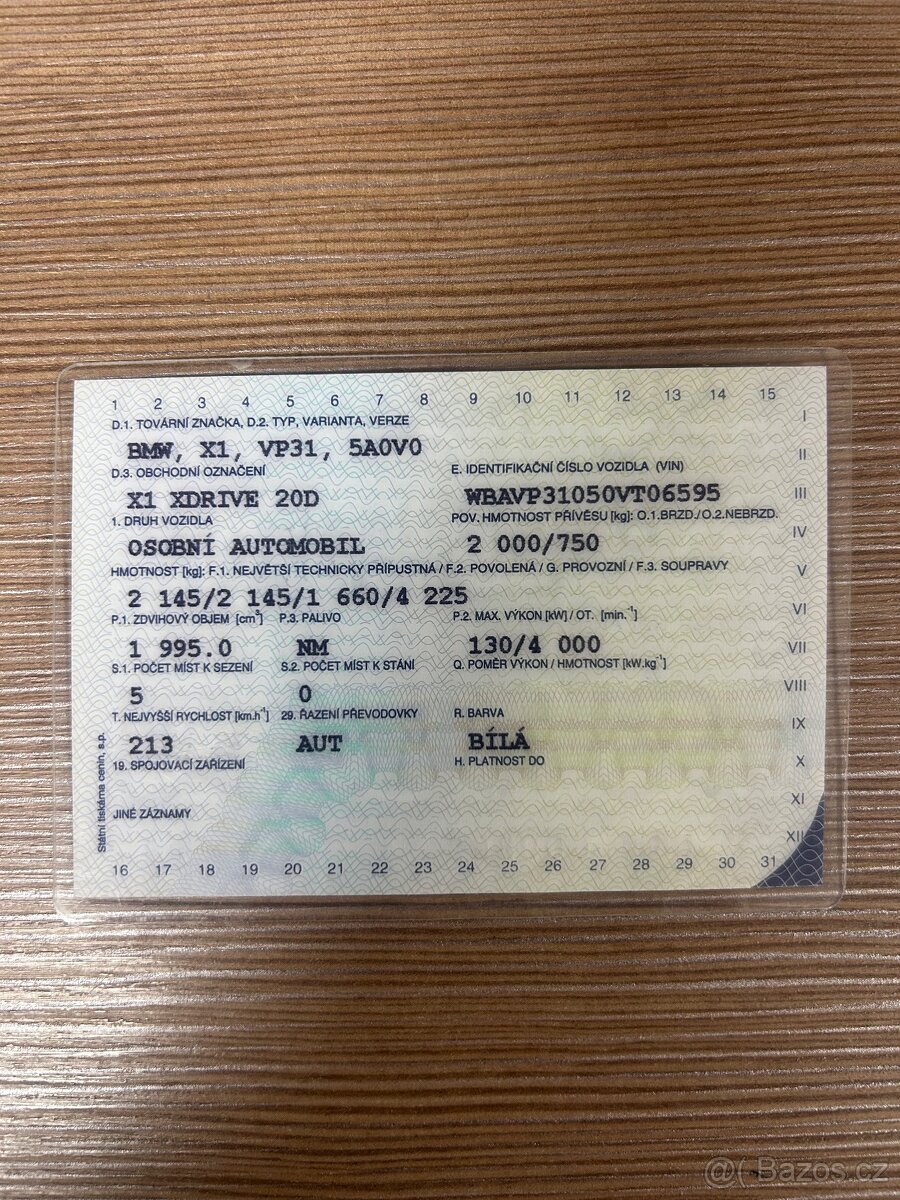 1 2 3 4 5 6 7 8 9 10 11 12 13 14 15
D.1. TOVÁRNÍ ZNAČKA, D.2. TYP, VARIANTA, VERZE I
BMW, X1, VP31, 5A0V0 II
D.3. OBCHODNÍ OZNAČENÍ E. IDENTIFIKAČNÍ ČÍSLO VOZIDLA (VIN)
X1 XDRIVE 20D WBAVP31050VT06595 III
1. DRUH VOZIDLA POV. HMOTNOST PŘÍVĚSU [kg]: O.1.BRZD./O.2.NEBRZD.
OSOBNÍ AUTOMOBIL 2 000/750 IV
HMOTNOST [kg]: F.1. NEJVĚTŠÍ TECHNICKY PŘÍPUSTNÁ / F.2. POVOLENÁ / G. PROVOZNÍ / F.3. SOUPRAVY V
2 145/2 145/1 660/4 225 VI
P.1. ZDVIHOVÝ OBJEM [cm³] P.3. PALIVO P.2. MAX. VÝKON [kW] / OT. [min.⁻¹]
1 995.0 NM 130/4 000 VII
S.1. POČET MÍST K SEZENÍ S.2. POČET MÍST K STÁNÍ Q. POMĚR VÝKON / HMOTNOST [kW.kg⁻¹]
5 0 VIII
T. NEJVYŠŠÍ RYCHLOST [km.h⁻¹] 29. ŘAZENÍ PŘEVODOVKY R. BARVA IX
213 AUT BÍLÁ
19. SPOJOVACÍ ZAŘÍZENÍ H. PLATNOST DO X
XI
JINÉ ZÁZNAMY
XII
16 17 18 19 20 21 22 23 24 25 26 27 28 29 30 31
Státní tiskárna cenin, s.p.
@( Bazos.cz